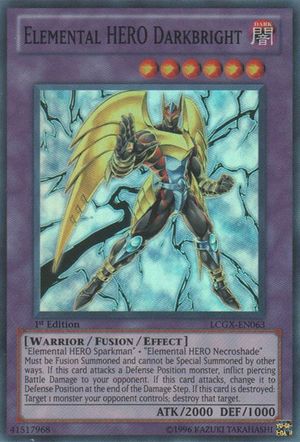 ELEMENTAL HERO DARKBRIGHT
DARK
闇
1st Edition
LCGX-EN063
[WARRIOR / FUSION / EFFECT]
"Elemental HERO Sparkman" + "Elemental HERO Necroshade"
Must be Fusion Summoned and cannot be Special Summoned by other
ways. If this card attacks a Defense Position monster, inflict piercing
Battle Damage to your opponent. If this card attacks, change it to
Defense Position at the end of the Damage Step. If this card is destroyed:
Target 1 monster your opponent controls; destroy that target.
ATK/2000 DEF/1000
41517968
©1996 KAZUKI TAKAHASHI